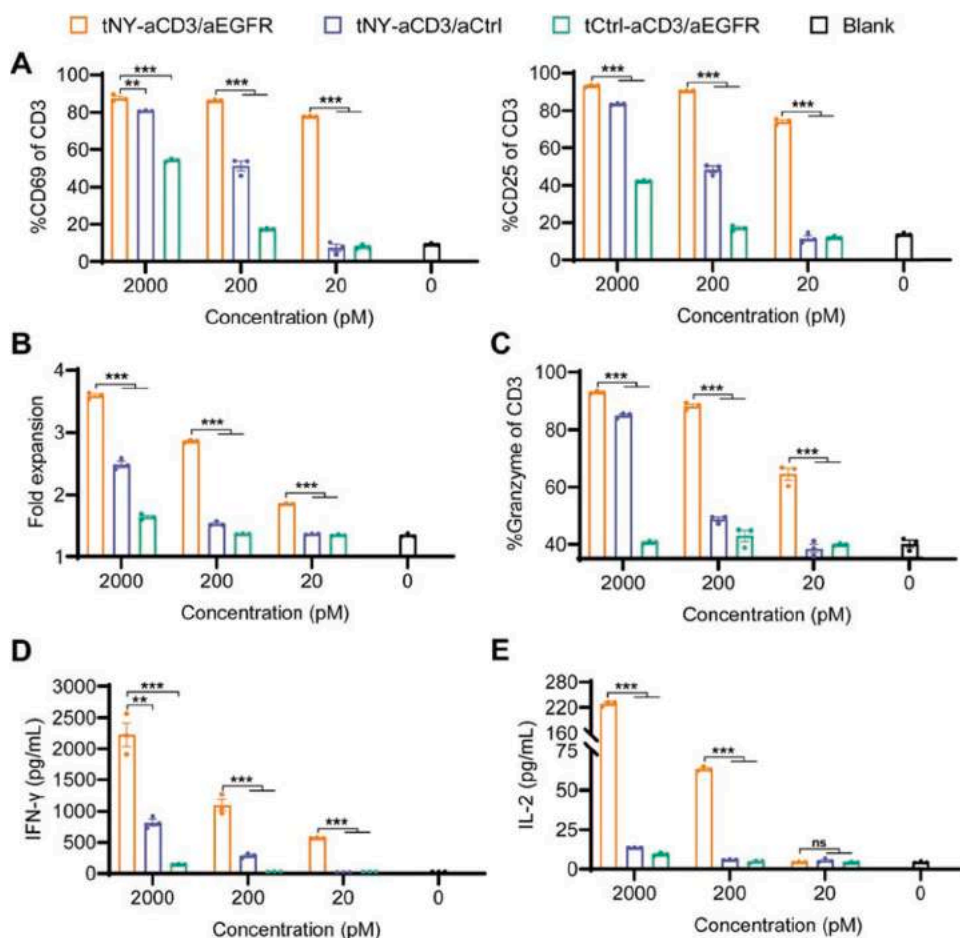 tNY-aCD3/aEGFR tNY-aCD3/aCtrl tCtrl-aCD3/aEGFR Blank
A
%CD69 of CD3
100
80
60
40
20
0
***
**
***
***
2000 200 20 0
Concentration (pM)
%CD25 of CD3
100
80
60
40
20
0
***
***
***
2000 200 20 0
Concentration (pM)
B
Fold expansion
4
3
2
1
***
***
***
2000 200 20 0
Concentration (pM)
C
%Granzyme of CD3
100
80
60
40
***
***
***
2000 200 20 0
Concentration (pM)
D
IFN-γ (pg/mL)
3000
2500
2000
1500
1000
500
0
***
**
***
***
2000 200 20 0
Concentration (pM)
E
IL-2 (pg/mL)
280
220
160
75
50
25
0
***
***
ns
2000 200 20 0
Concentration (pM)